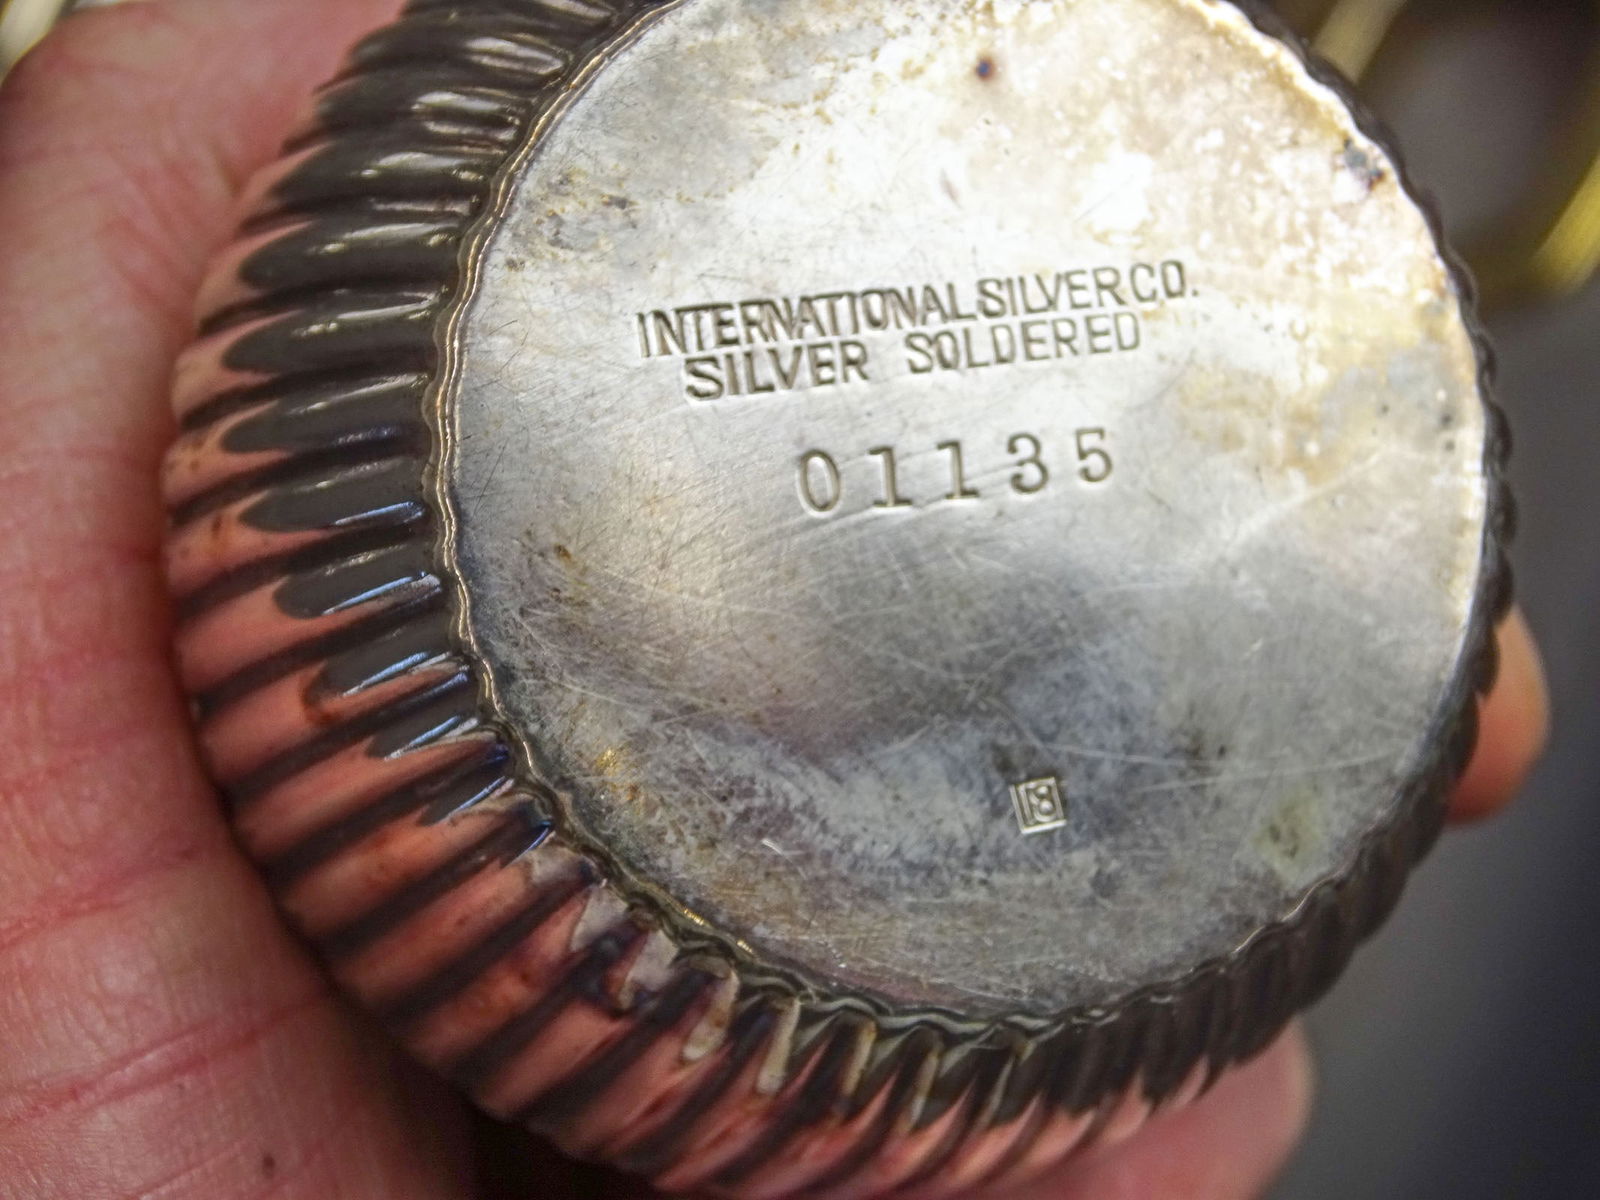 INTERNATIONAL SILVER CO.
SILVER SOLDERED
01135
18